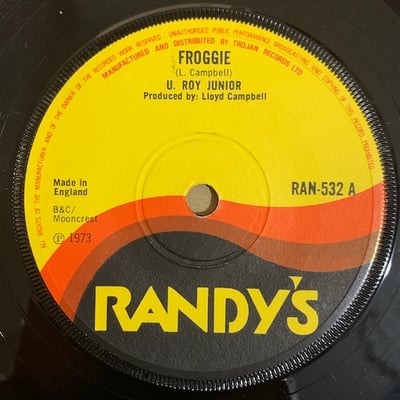 ALL RIGHTS OF THE MANUFACTURER AND OF THE OWNER OF THE RECORDED WORK RESERVED · UNAUTHORISED PUBLIC PERFORMANCE BROADCASTING AND COPYING OF THIS RECORD PROHIBITED
MANUFACTURED AND DISTRIBUTED BY TROJAN RECORDS LTD
FROGGIE
(L. Campbell)
U. ROY JUNIOR
Produced by: Lloyd Campbell
Made in
England
RAN-532 A
B&C/
Mooncrest
Ⓟ 1973
RANDY'S